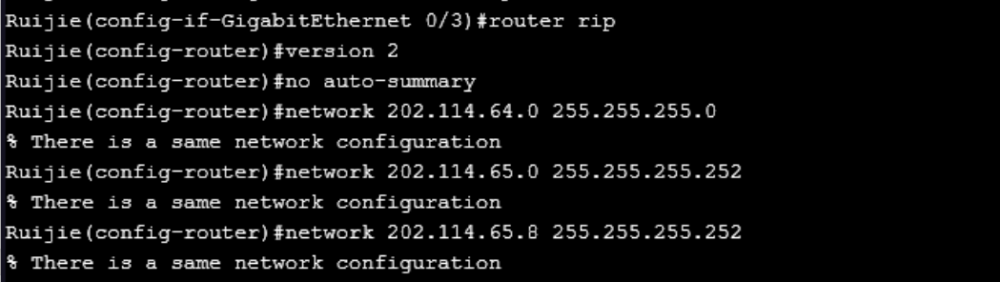 Ruijie(config-if-GigabitEthernet 0/3)#router rip
Ruijie(config-router)#version 2
Ruijie(config-router)#no auto-summary
Ruijie(config-router)#network 202.114.64.0 255.255.255.0
% There is a same network configuration
Ruijie(config-router)#network 202.114.65.0 255.255.255.252
% There is a same network configuration
Ruijie(config-router)#network 202.114.65.8 255.255.255.252
% There is a same network configuration